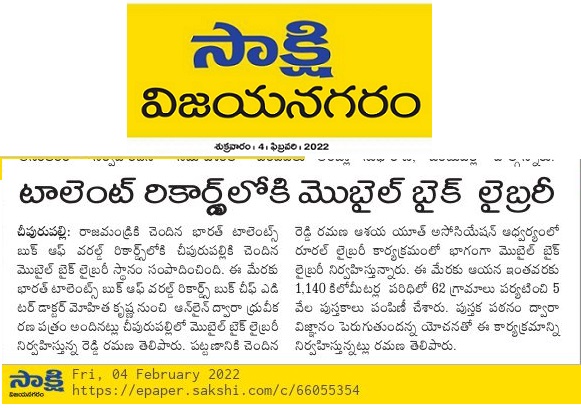 సాక్షి
విజయనగరం
శుక్రవారం 4 ఫిబ్రవరి 2022
టాలెంట్ రికార్డ్స్‌లోకి మొబైల్ బైక్ లైబ్రరీ
చీపురుపల్లి: రాజమండ్రికి చెందిన భారత్ టాలెంట్స్
బుక్ ఆఫ్ వరల్డ్ రికార్డ్స్‌లోకి చీపురుపల్లికి చెందిన
మొబైల్ బైక్ లైబ్రరీ స్థానం సంపాదించింది. ఈ మేరకు
భారత్ టాలెంట్స్ బుక్ ఆఫ్ వరల్డ్ రికార్డ్స్ బుక్ చీఫ్ ఎడి
టర్ డాక్టర్ మోహిత కృష్ణ నుంచి ఆన్‌లైన్ ద్వారా ధ్రువీక
రణ పత్రం అందినట్లు చీపురుపల్లిలో మొబైల్ బైక్ లైబ్రరీ
నిర్వహిస్తున్న రెడ్డి రమణ తెలిపారు. పట్టణానికి చెందిన
రెడ్డి రమణ ఆశయ యూత్ అసోసియేషన్ ఆధ్వర్యంలో
రూరల్ లైబ్రరీ కార్యక్రమంలో భాగంగా మొబైల్ బైక్
లైబ్రరీ నిర్వహిస్తున్నారు. ఈ మేరకు ఆయన ఇంతవరకు
1,140 కిలోమీటర్ల పరిధిలో 62 గ్రామాలు పర్యటించి 5
వేల పుస్తకాలు పంపిణీ చేశారు. పుస్తక పఠనం ద్వారా
విజ్ఞానం పెరుగుతుందన్న యోచనతో ఈ కార్యక్రమాన్ని
నిర్వహిస్తున్నట్లు రమణ తెలిపారు.
సాక్షి
విజయనగరం
Fri, 04 February 2022
https://epaper.sakshi.com/c/66055354